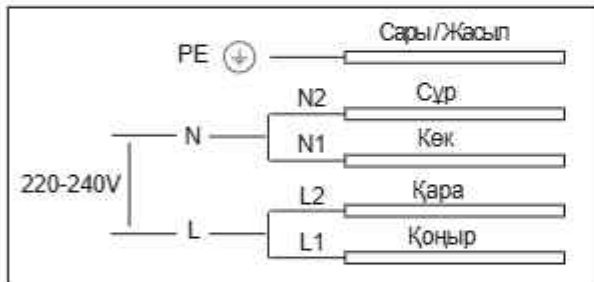 Сары/Жасыл
PE
N2 Сұр
N
N1 Көк
220-240V
L2 Қара
L
L1 Қоңыр